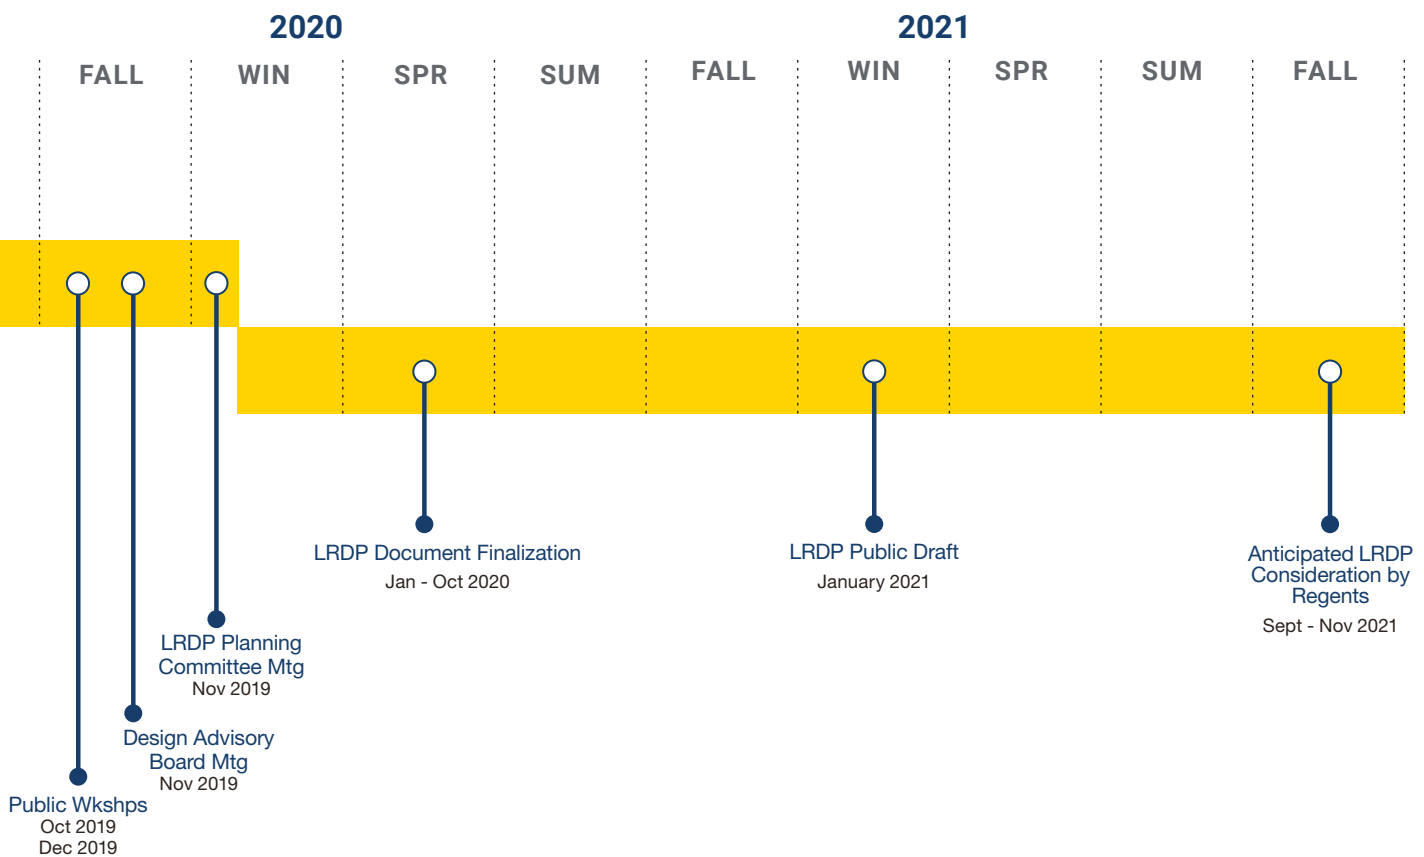 2020
2021
FALL
WIN
SPR
SUM
FALL
WIN
SPR
SUM
FALL
LRDP Document Finalization
Jan - Oct 2020
LRDP Public Draft
January 2021
Anticipated LRDP
Consideration by
Regents
Sept - Nov 2021
LRDP Planning
Committee Mtg
Nov 2019
Design Advisory
Board Mtg
Nov 2019
Public Wkshps
Oct 2019
Dec 2019